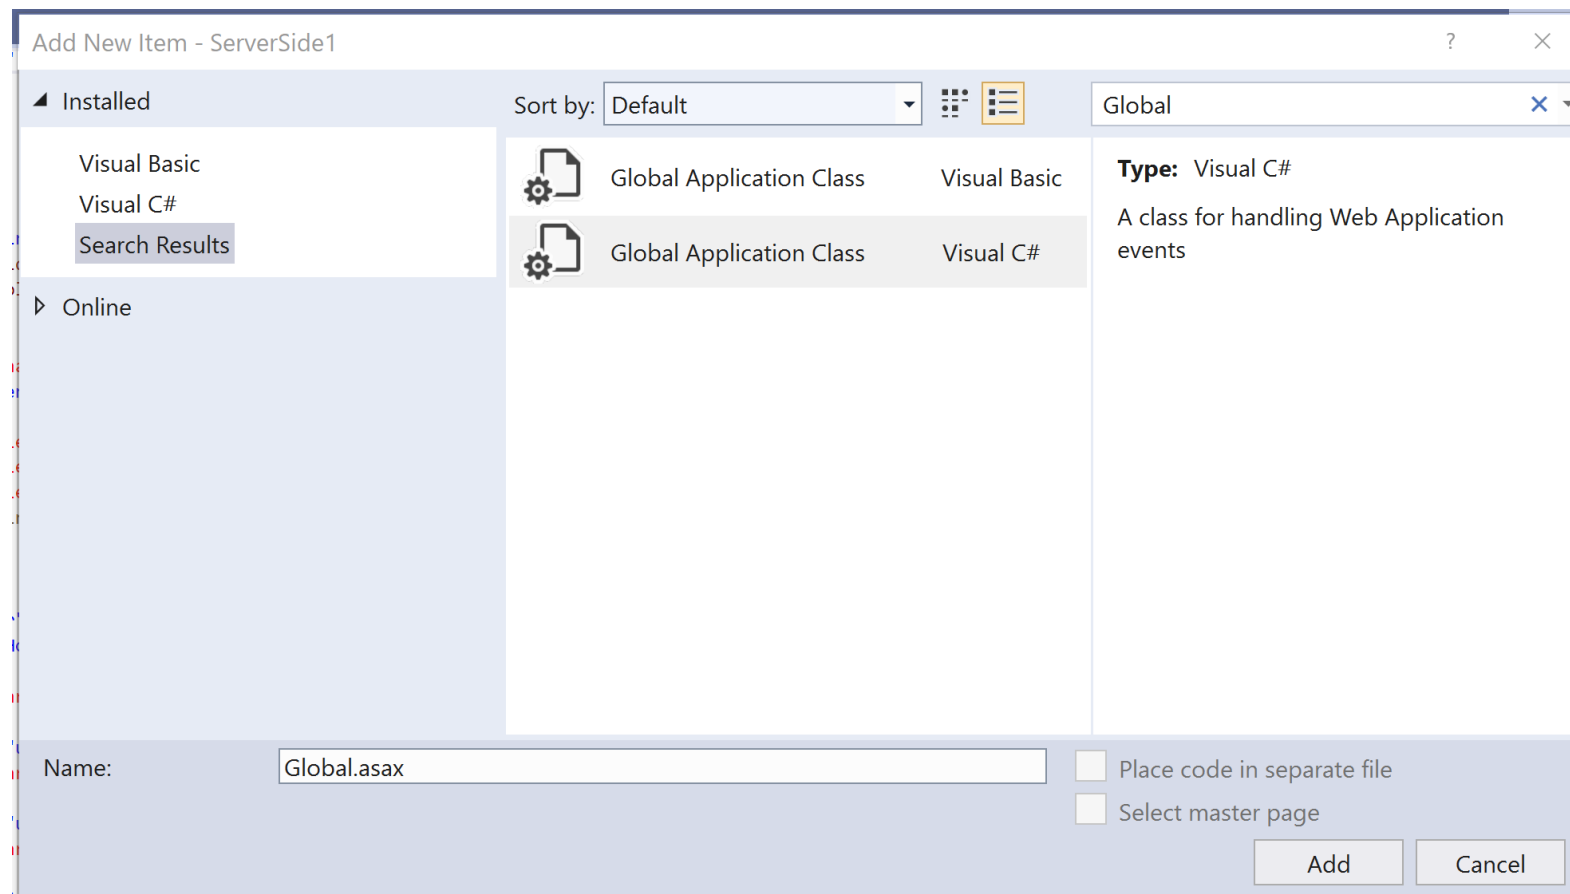 Add New Item - ServerSide1
?
Installed
Sort by: Default
Global
Visual Basic
Visual C#
Search Results
Online
Global Application Class Visual Basic
Global Application Class Visual C#
Type: Visual C#
A class for handling Web Application
events
Name: Global.asax
Place code in separate file
Select master page
Add Cancel